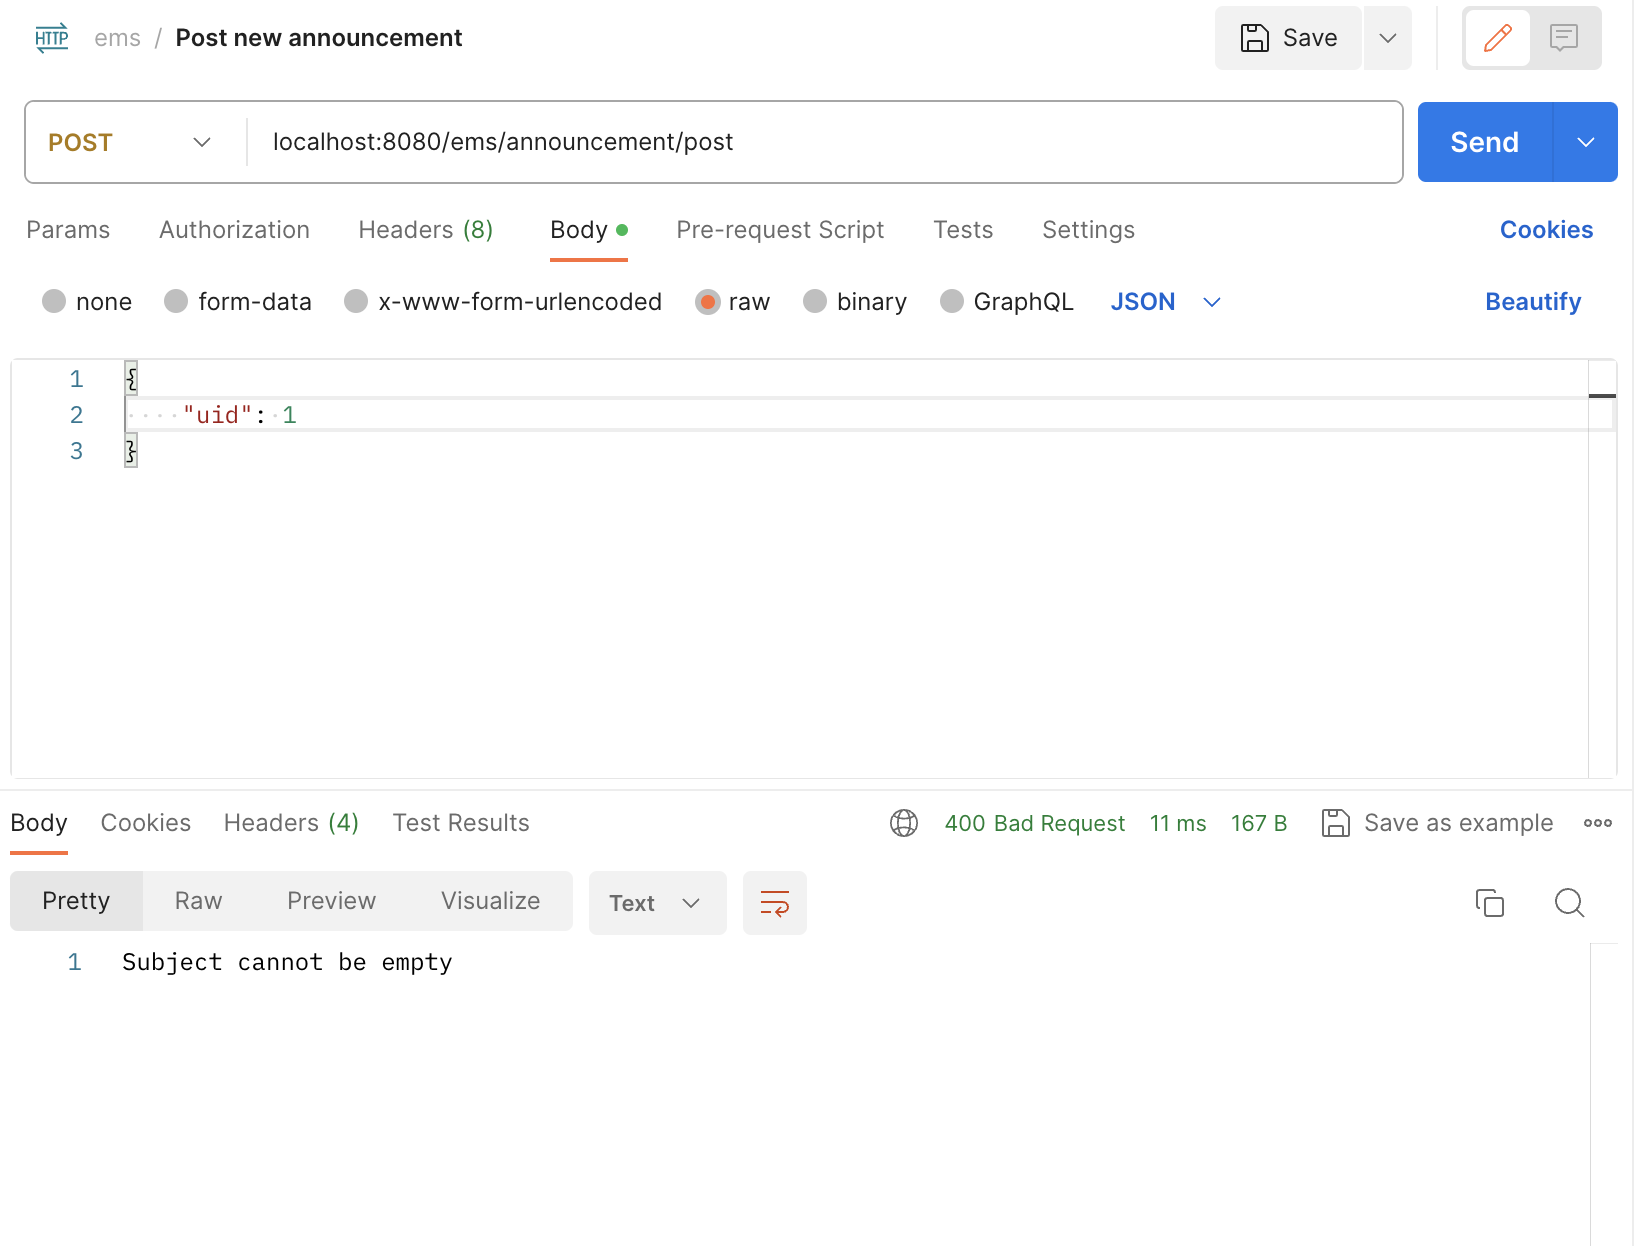 HTTP ems / Post new announcement Save
POST localhost:8080/ems/announcement/post Send
Params Authorization Headers (8) Body Pre-request Script Tests Settings Cookies
none form-data x-www-form-urlencoded raw binary GraphQL JSON Beautify
1 {
2 "uid": 1
3 }
Body Cookies Headers (4) Test Results 400 Bad Request 11 ms 167 B Save as example
Pretty Raw Preview Visualize Text
1 Subject cannot be empty